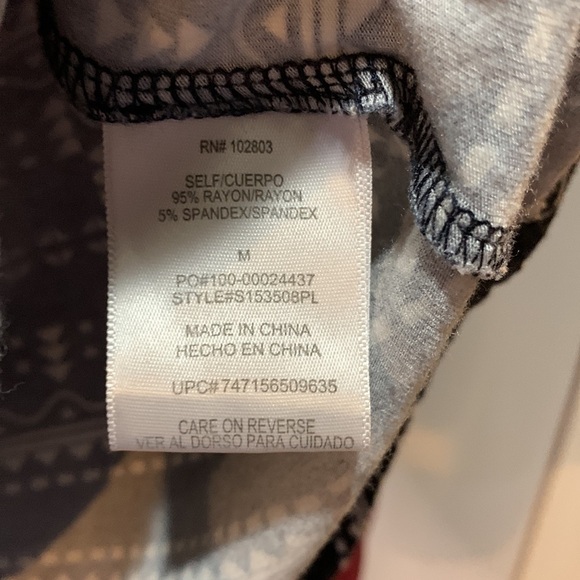 RN# 102803
SELF/CUERPO
95% RAYON/RAYON
5% SPANDEX/SPANDEX
M
PO#100-00024437
STYLE#S153508PL
MADE IN CHINA
HECHO EN CHINA
UPC#747156509635
CARE ON REVERSE
VER AL DORSO PARA CUIDADO